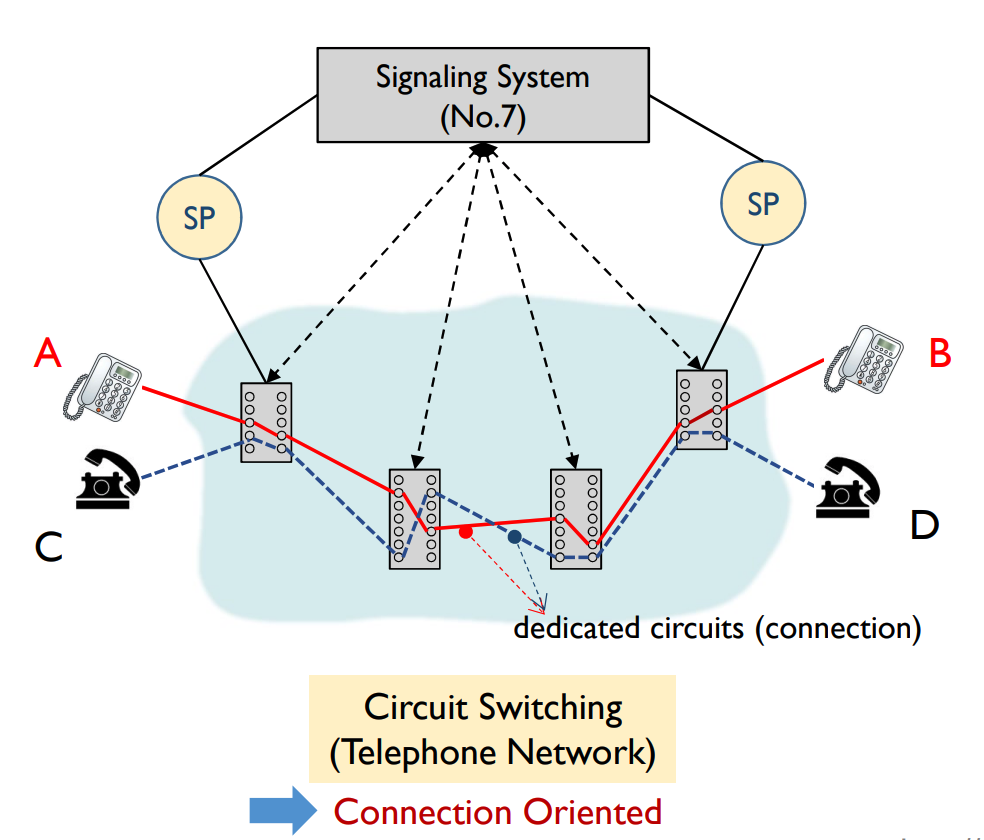 Signaling System
(No.7)
SP
SP
A
B
C
D
dedicated circuits (connection)
Circuit Switching
(Telephone Network)
Connection Oriented